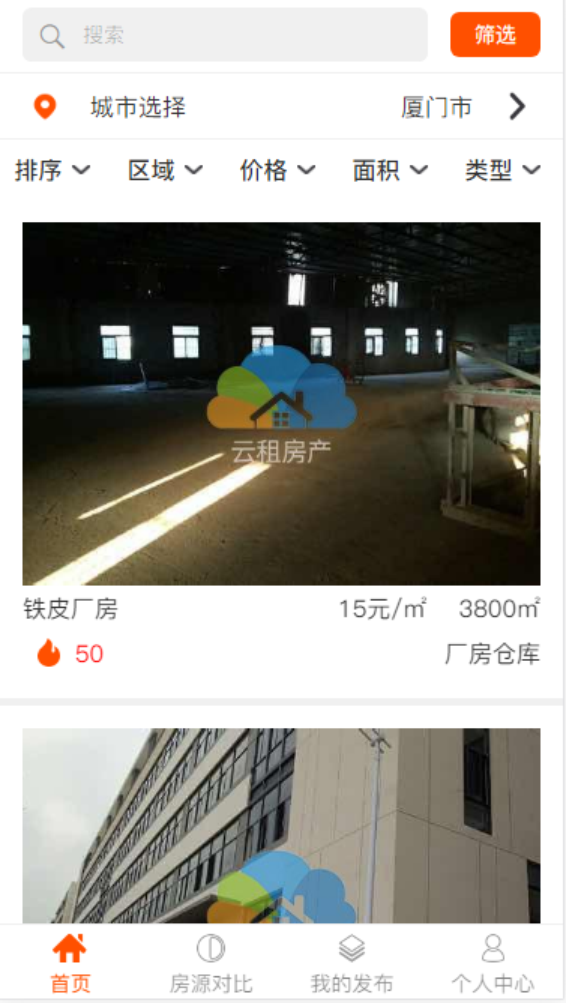 搜索 筛选
城市选择 厦门市
排序 区域 价格 面积 类型
云租房产
铁皮厂房 15元/㎡ 3800㎡
50 厂房仓库
首页 房源对比 我的发布 个人中心